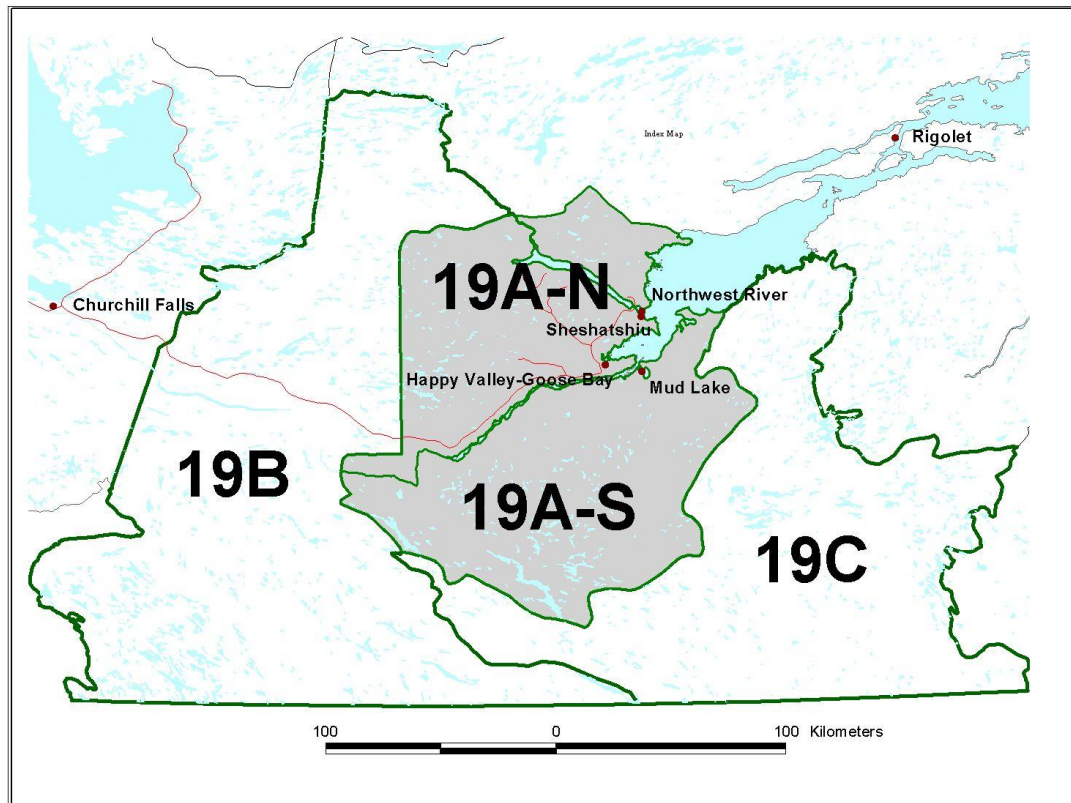 Index Map
Rigolet
19A-N
Northwest River
Churchill Falls
Sheshatshiu
Happy Valley-Goose Bay
Mud Lake
19B
19A-S
19C
100 0 100 Kilometers